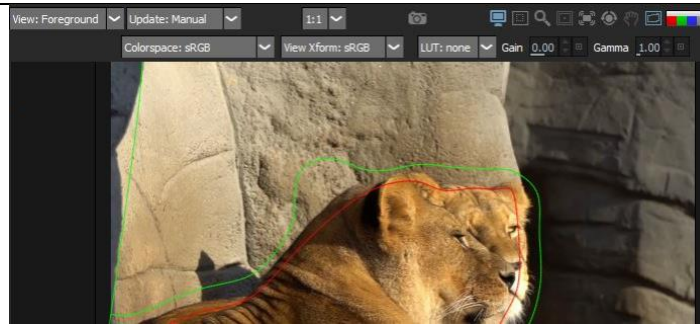 View: Foreground Update: Manual 1:1
Colorspace: sRGB View Xform: sRGB LUT: none Gain 0.00 Gamma 1.00